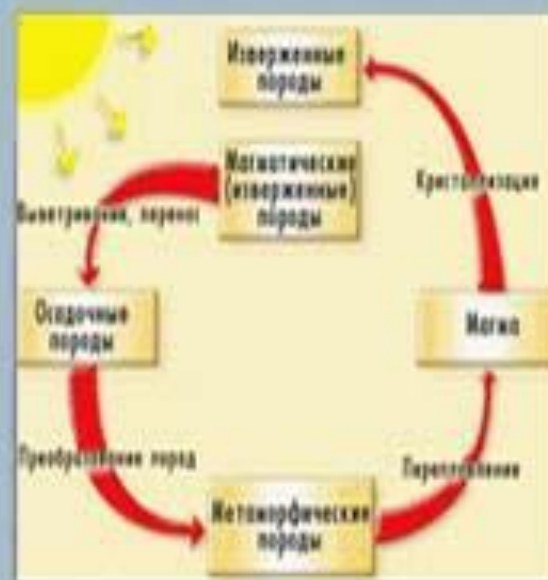 Изверженные
породы
Магматические
(изверженные)
породы
Кристаллизация
Выветривание, перенос
Осадочные
породы
Магма
Преобразование пород
Переплавление
Метаморфические
породы